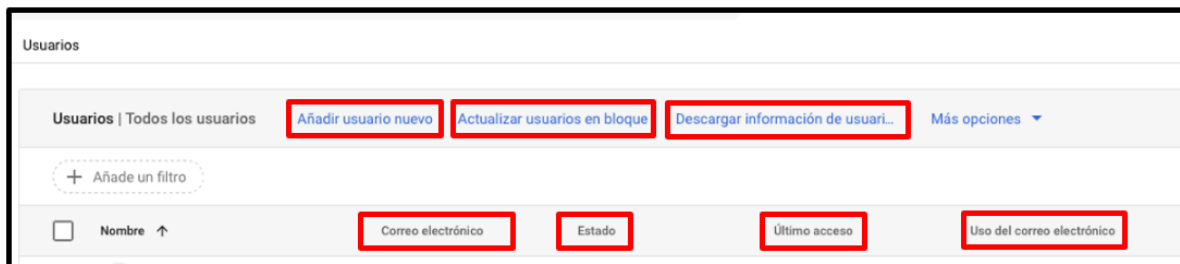 Usuarios
Usuarios | Todos los usuarios Añadir usuario nuevo Actualizar usuarios en bloque Descargar información de usuari... Más opciones
+ Añade un filtro
Nombre ↑ Correo electrónico Estado Último acceso Uso del correo electrónico